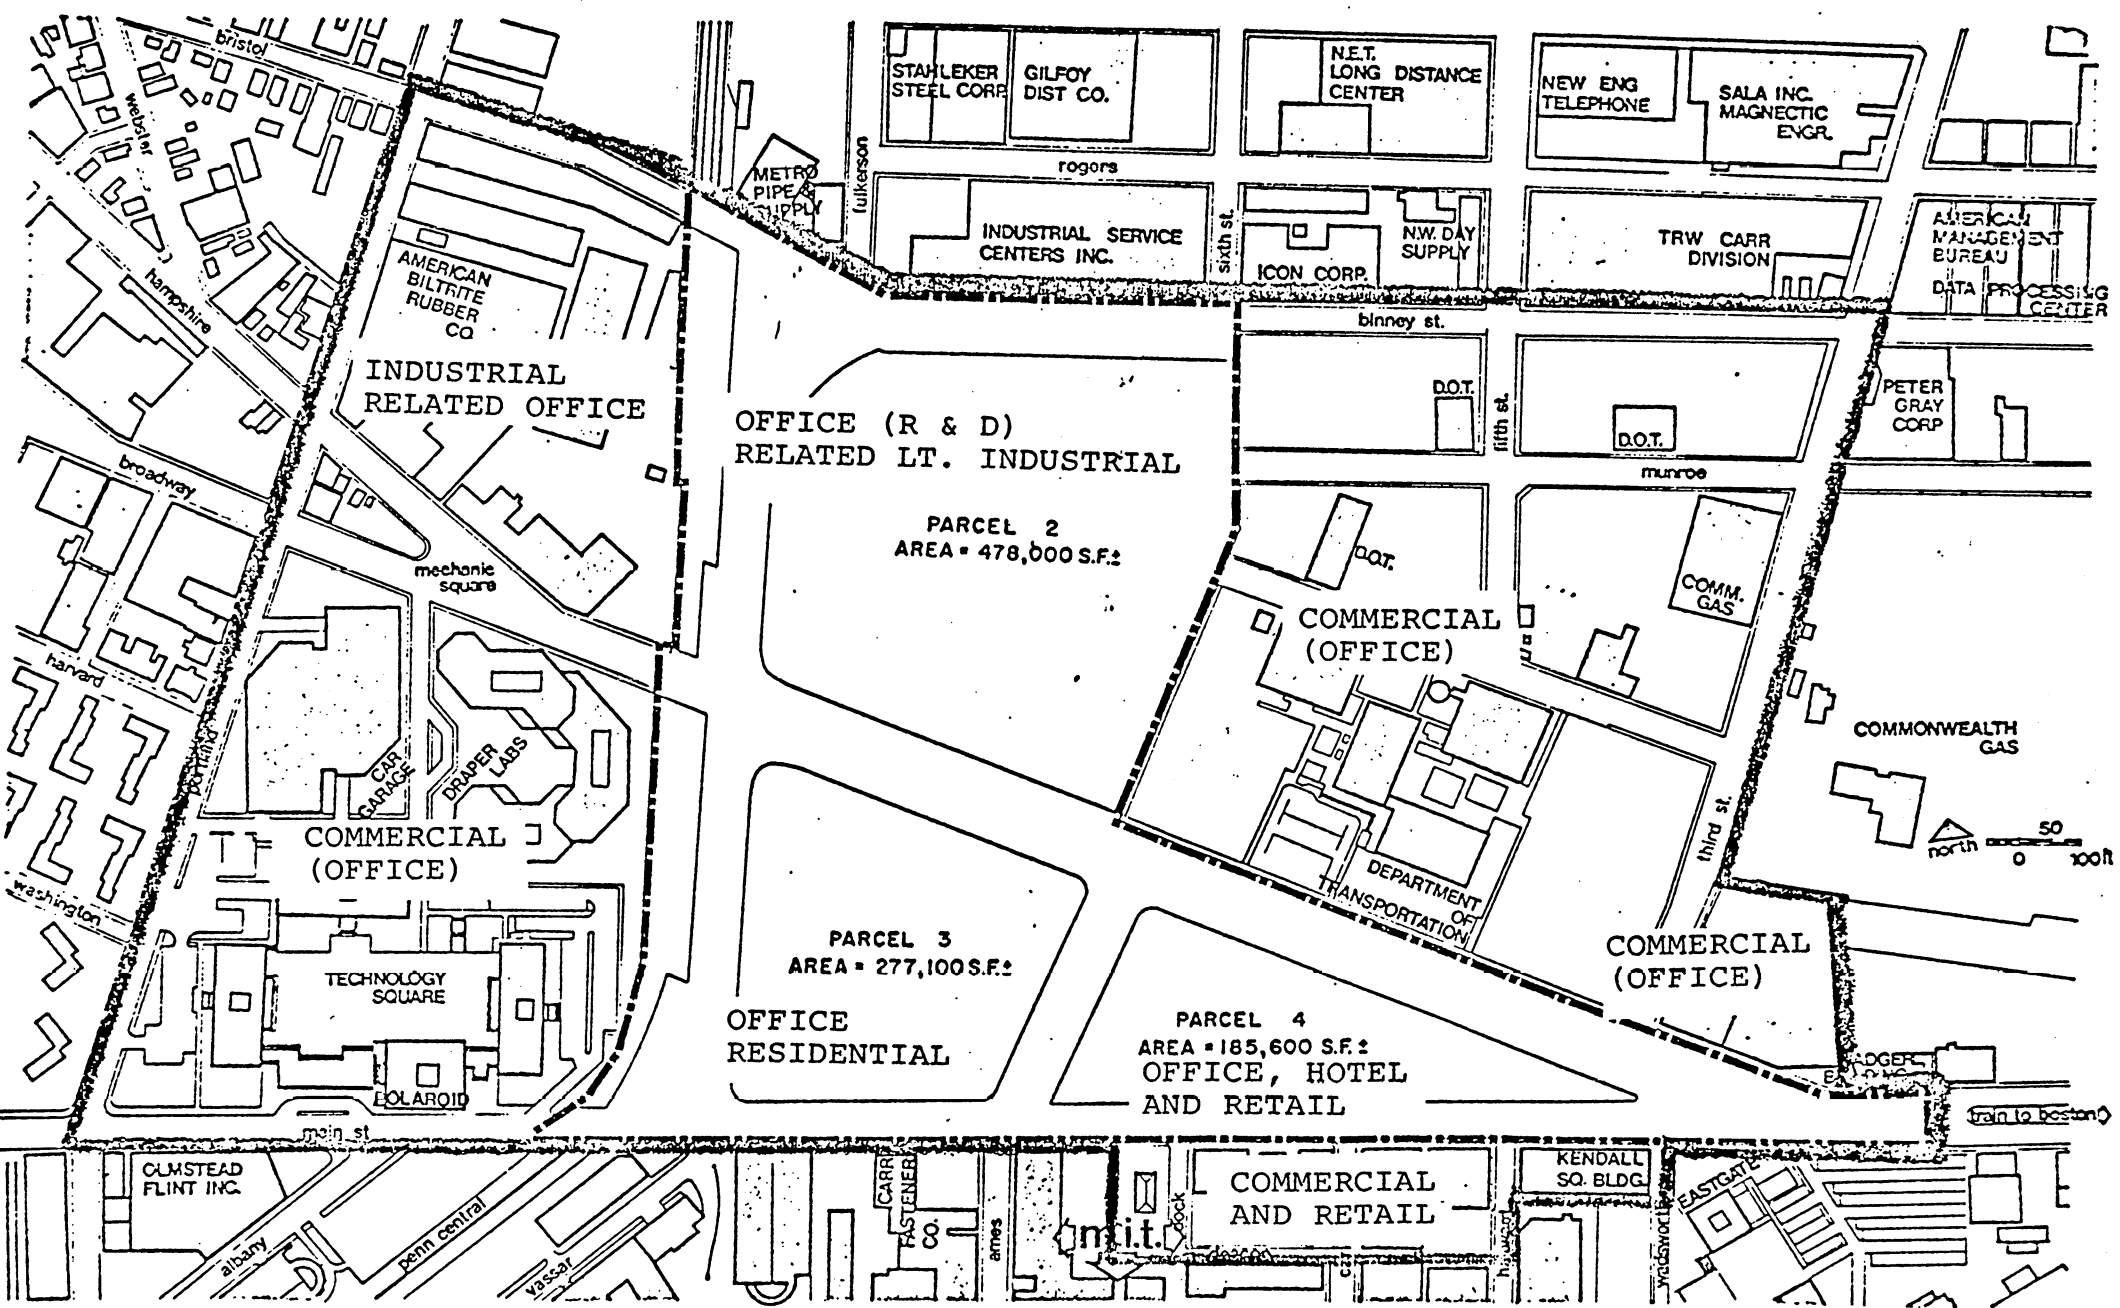 bristol
webster
hampshire
broadway
harvard
washington
portland
STAHLEKER
STEEL CORP.
GILFOY
DIST CO.
N.E.T.
LONG DISTANCE
CENTER
NEW ENG
TELEPHONE
SALA INC.
MAGNECTIC
ENGR.
METRO
PIPE &
SUPPLY
fulkerson
rogers
INDUSTRIAL SERVICE
CENTERS INC.
sixth st.
ICON CORP.
N.W. DAY
SUPPLY
TRW CARR
DIVISION
AMERICAN
MANAGEMENT
BUREAU
DATA PROCESSING
CENTER
AMERICAN
BILTRITE
RUBBER
CO.
binney st.
INDUSTRIAL
RELATED OFFICE
OFFICE (R & D)
RELATED LT. INDUSTRIAL
PARCEL 2
AREA = 478,000 S.F.±
D.O.T.
fifth st.
D.O.T.
munroe
PETER
GRAY
CORP
D.O.T.
COMM.
GAS
COMMERCIAL
(OFFICE)
mechanic
square
CAR
GARAGE
DRAPER
LABS
COMMERCIAL
(OFFICE)
COMMONWEALTH
GAS
third st.
north
50
0
100ft
DEPARTMENT
OF
TRANSPORTATION
COMMERCIAL
(OFFICE)
TECHNOLOGY
SQUARE
POLAROID
PARCEL 3
AREA = 277,100 S.F.±
OFFICE
RESIDENTIAL
PARCEL 4
AREA = 185,600 S.F.±
OFFICE, HOTEL
AND RETAIL
train to boston
main st
OLMSTEAD
FLINT INC.
albany
penn central
vassar
CARR
FASTENER
CO.
ames
m.i.t.
dock
COMMERCIAL
AND RETAIL
KENDALL
SQ. BLDG.
wadsworth
EASTGATE